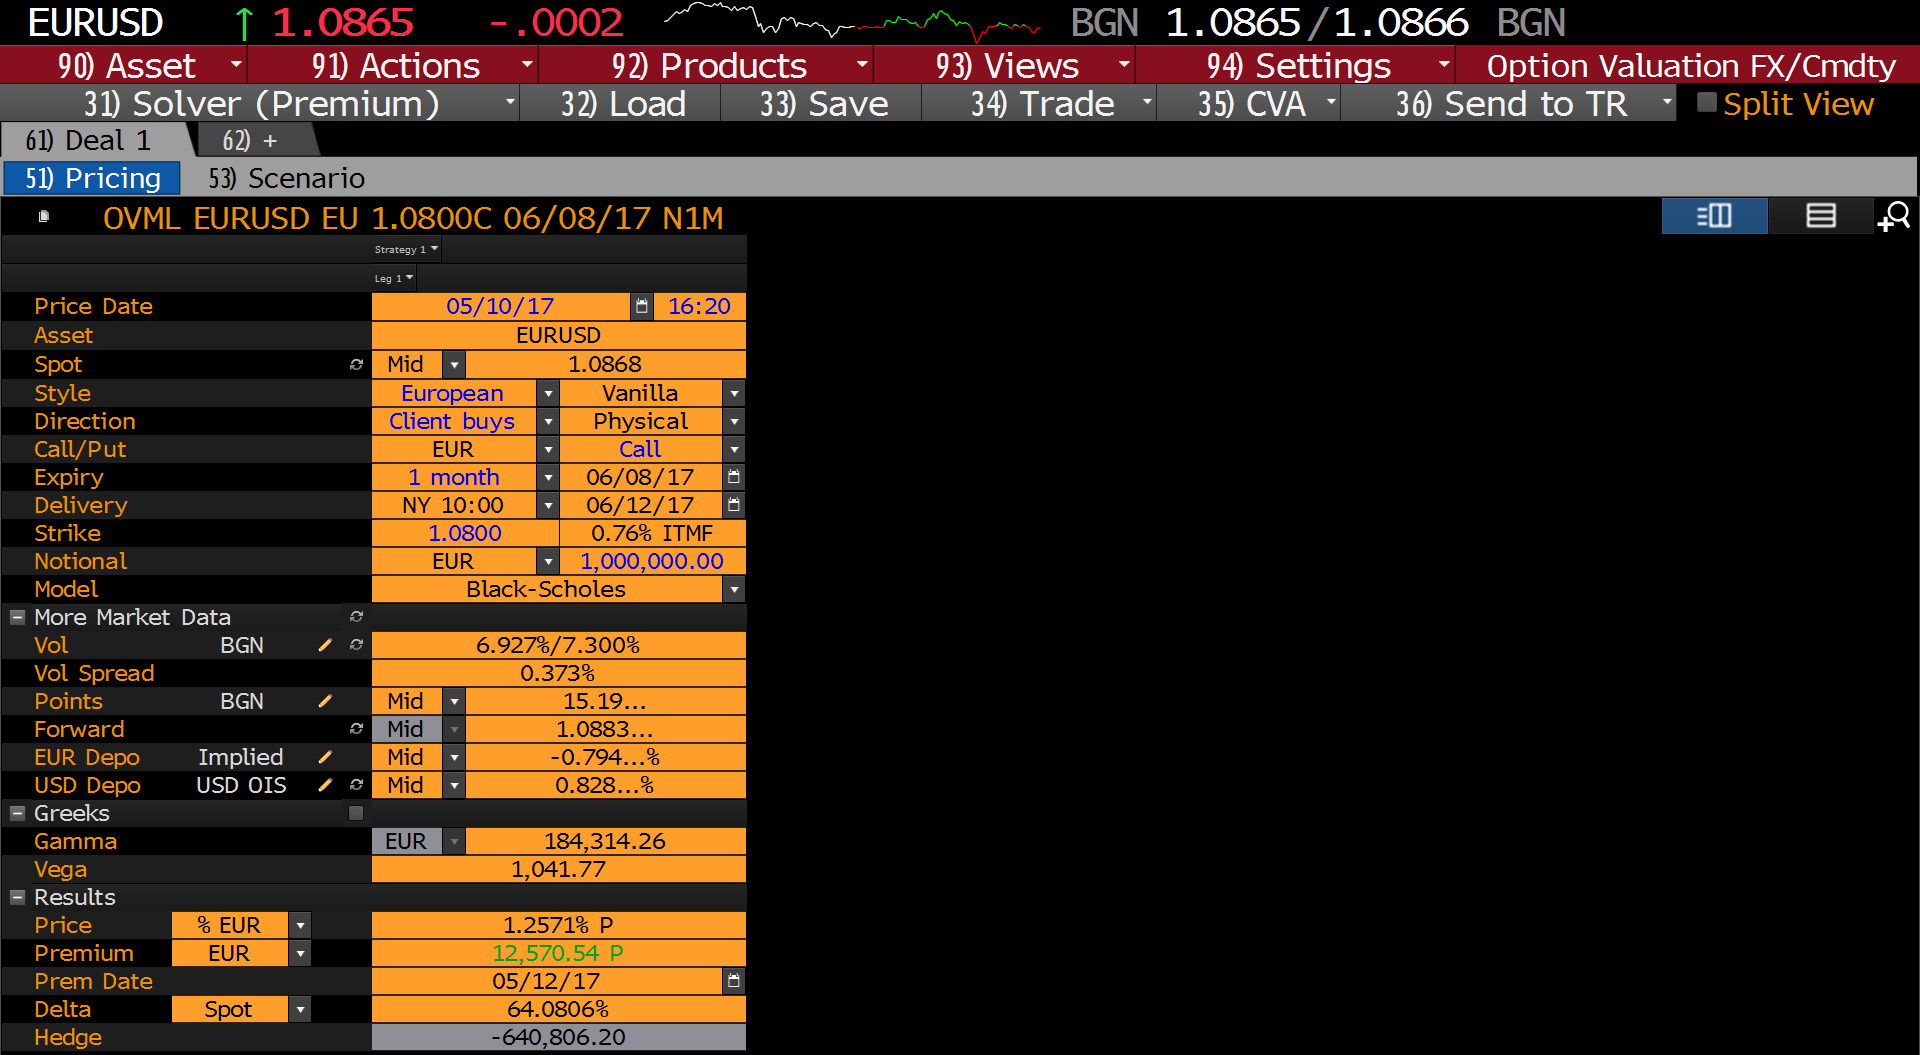 EURUSD ↑ 1.0865 -.0002 BGN 1.0865/1.0866 BGN
90) Asset 91) Actions 92) Products 93) Views 94) Settings Option Valuation FX/Cmdty
31) Solver (Premium) 32) Load 33) Save 34) Trade 35) CVA 36) Send to TR Split View
61) Deal 1 62) +
51) Pricing 53) Scenario
OVML EURUSD EU 1.0800C 06/08/17 N1M
Strategy 1
Leg 1
Price Date 05/10/17 16:20
Asset EURUSD
Spot Mid 1.0868
Style European Vanilla
Direction Client buys Physical
Call/Put EUR Call
Expiry 1 month 06/08/17
Delivery NY 10:00 06/12/17
Strike 1.0800 0.76% ITMF
Notional EUR 1,000,000.00
Model Black-Scholes
More Market Data
Vol BGN 6.927%/7.300%
Vol Spread 0.373%
Points BGN Mid 15.19...
Forward Mid 1.0883...
EUR Depo Implied Mid -0.794...%
USD Depo USD OIS Mid 0.828...%
Greeks
Gamma EUR 184,314.26
Vega 1,041.77
Results
Price % EUR 1.2571% P
Premium EUR 12,570.54 P
Prem Date 05/12/17
Delta Spot 64.0806%
Hedge -640,806.20